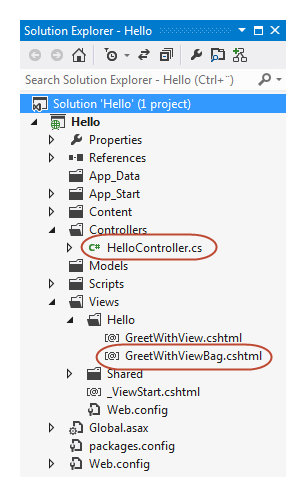 Solution Explorer - Hello
Search Solution Explorer - Hello (Ctrl+¨)
Solution 'Hello' (1 project)
Hello
Properties
References
App_Data
App_Start
Content
Controllers
C# HelloController.cs
Models
Scripts
Views
Hello
[@] GreetWithView.cshtml
[@] GreetWithViewBag.cshtml
Shared
[@] _ViewStart.cshtml
Web.config
Global.asax
packages.config
Web.config